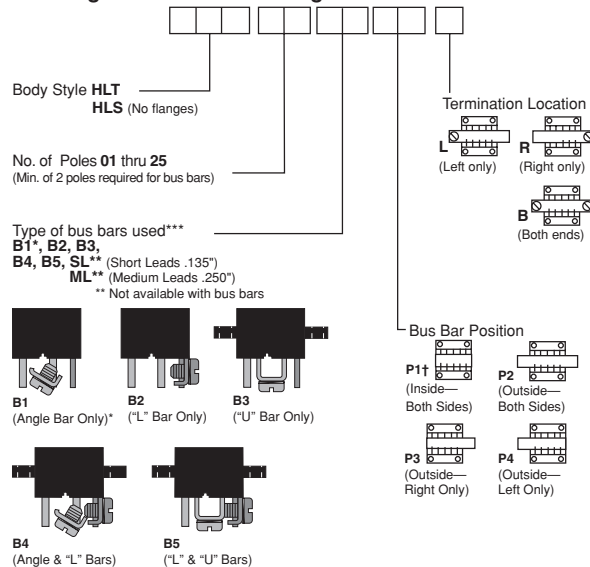 Body Style HLT
HLS (No flanges)
No. of Poles 01 thru 25
(Min. of 2 poles required for bus bars)
Type of bus bars used***
B1*, B2, B3,
B4, B5, SL** (Short Leads .135")
ML** (Medium Leads .250")
** Not available with bus bars
B1
(Angle Bar Only)*
B2
("L" Bar Only)
B3
("U" Bar Only)
B4
(Angle & "L" Bars)
B5
("L" & "U" Bars)
Termination Location
L
(Left only)
R
(Right only)
B
(Both ends)
Bus Bar Position
P1†
(Inside—
Both Sides)
P2
(Outside—
Both Sides)
P3
(Outside—
Right Only)
P4
(Outside—
Left Only)